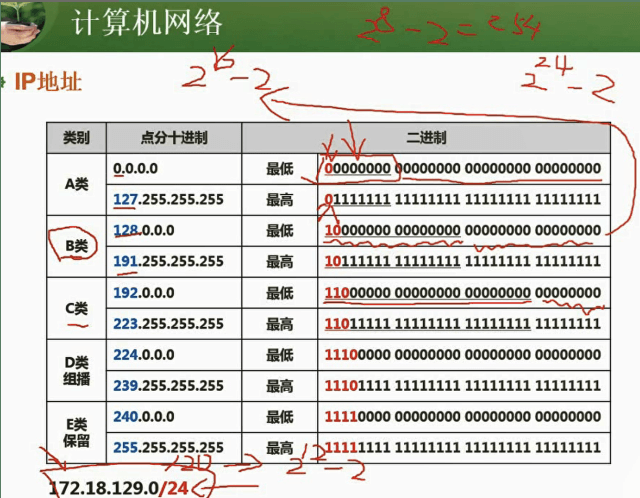 计算机网络 2^8-2=254
IP地址 2^16-2 2^24-2
类别 点分十进制 二进制
A类 0.0.0.0 最低 00000000 00000000 00000000 00000000
127.255.255.255 最高 01111111 11111111 11111111 11111111
B类 128.0.0.0 最低 10000000 00000000 00000000 00000000
191.255.255.255 最高 10111111 11111111 11111111 11111111
C类 192.0.0.0 最低 11000000 00000000 00000000 00000000
223.255.255.255 最高 11011111 11111111 11111111 11111111
D类 组播 224.0.0.0 最低 11100000 00000000 00000000 00000000
239.255.255.255 最高 11101111 11111111 11111111 11111111
E类 保留 240.0.0.0 最低 11110000 00000000 00000000 00000000
255.255.255.255 最高 11111111 11111111 11111111 11111111
/20 2^12-2
172.18.129.0/24